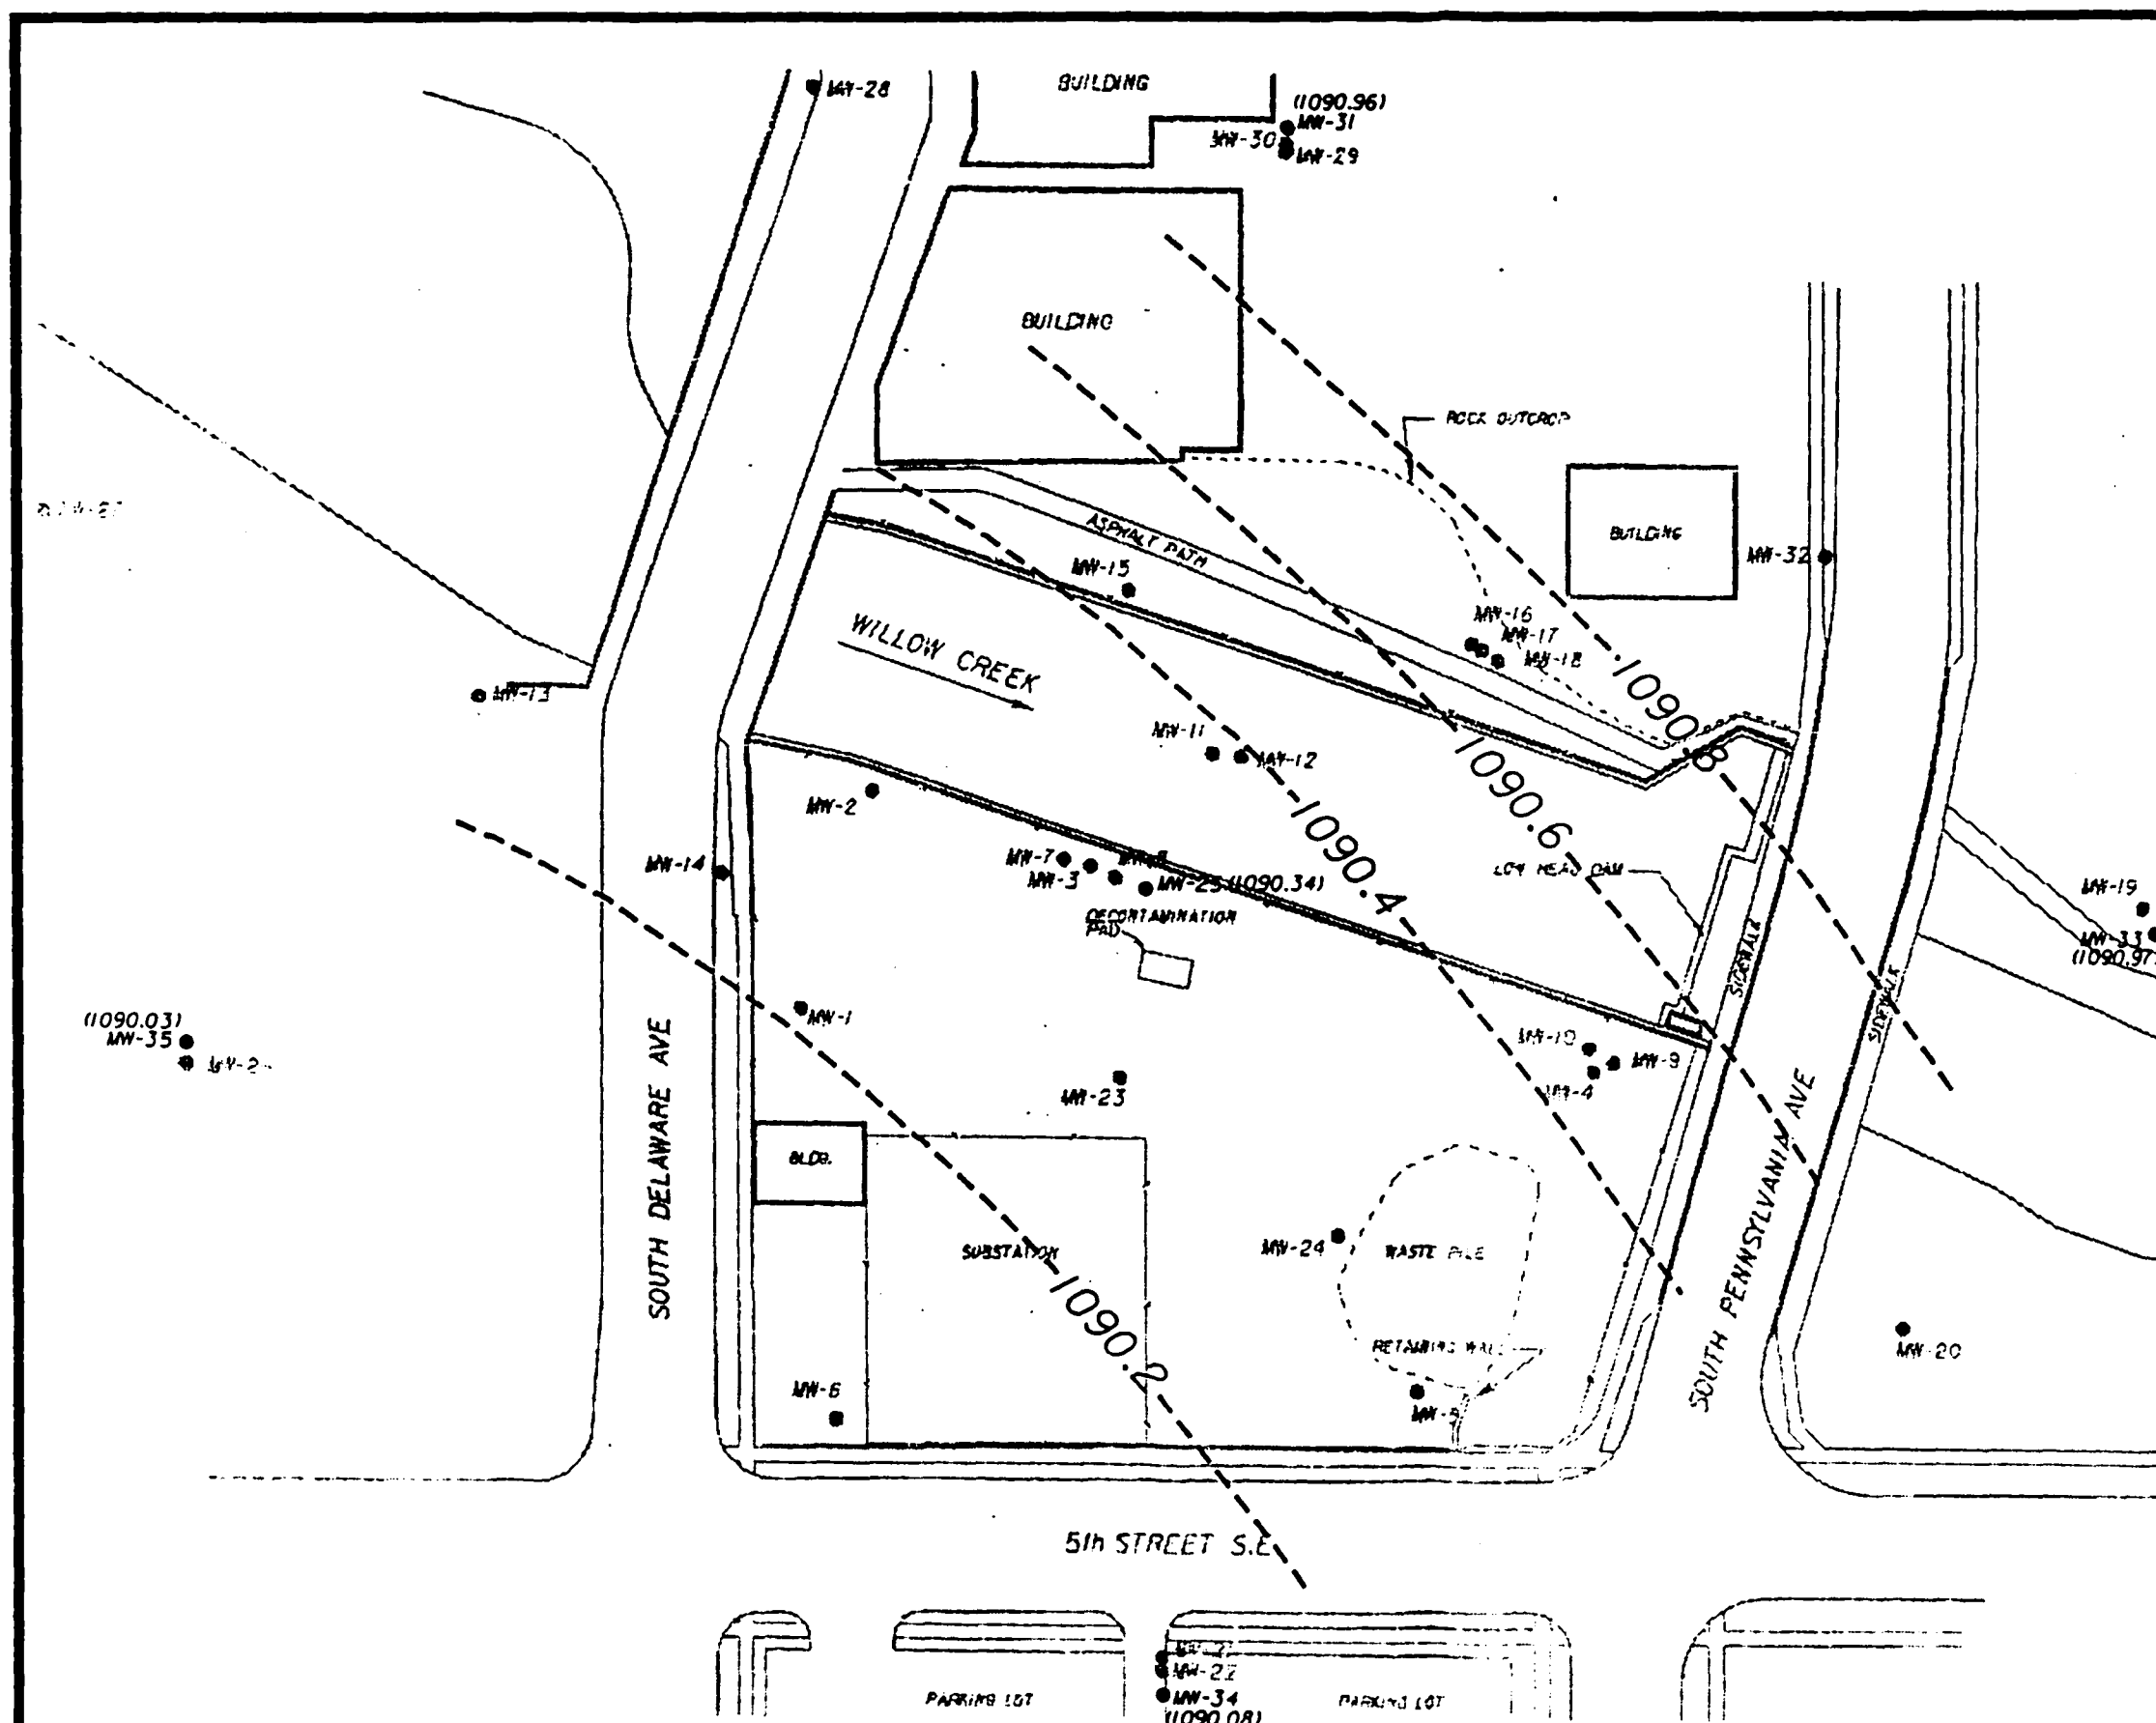 MW-28
BUILDING
(1090.96)
MW-31
MW-30
MW-29
BUILDING
ROCK OUTCROP
BUILDING
ASPHALT PATH
MW-15
MW-32
MW-16
MW-17
MW-18
WILLOW CREEK
MW-13
1090.8
MW-11
MW-12
1090.6
MW-2
1090.4
MW-14
MW-7
MW-3
MW-25 (1090.34)
LOW HEAD DAM
MW-19
DECONTAMINATION
PAD
SIDEWALK
MW-33
(1090.97)
SIDEWALK
MW-1
(1090.03)
MW-35
MW-10
MW-9
MW-4
MW-23
SOUTH DELAWARE AVE
BLDG.
SOUTH PENNSYLVANIA AVE
SUBSTATION
MW-24
WASTE PILE
1090.2
RETAINING WALL
MW-20
MW-6
MW-5
5th STREET S.E.
MW-22
PARKING LOT
MW-34
(1090.08)
PARKING LOT